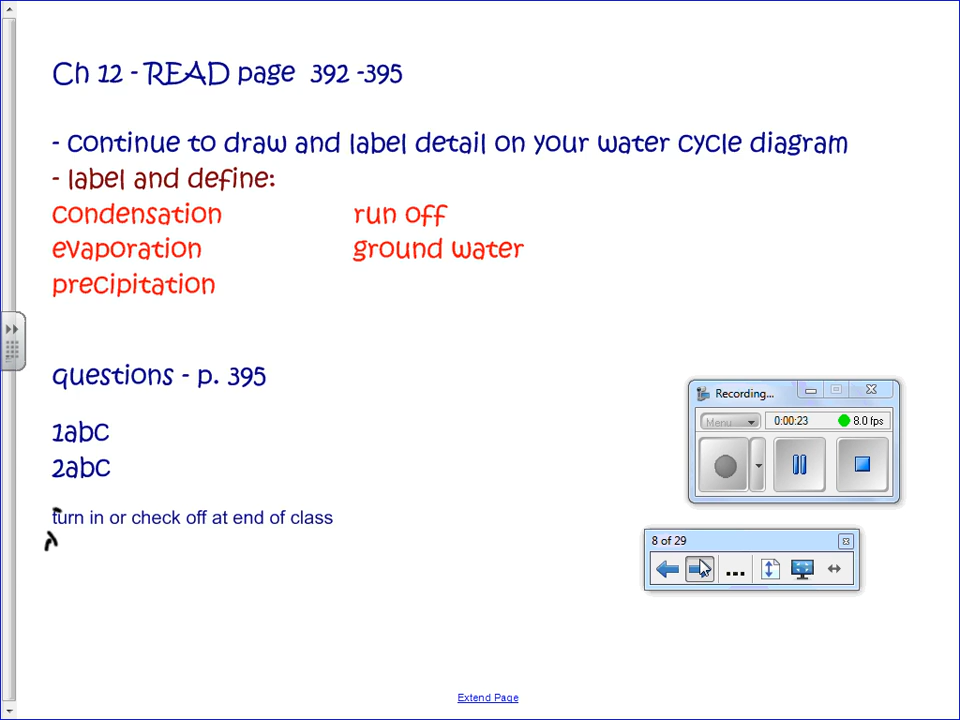 Ch 12 - READ page 392 -395
- continue to draw and label detail on your water cycle diagram
- label and define:
condensation run off
evaporation ground water
precipitation
questions - p. 395
1abc
2abc
turn in or check off at end of class
Recording...
Menu 0:00:23 8.0 fps
8 of 29
Extend Page